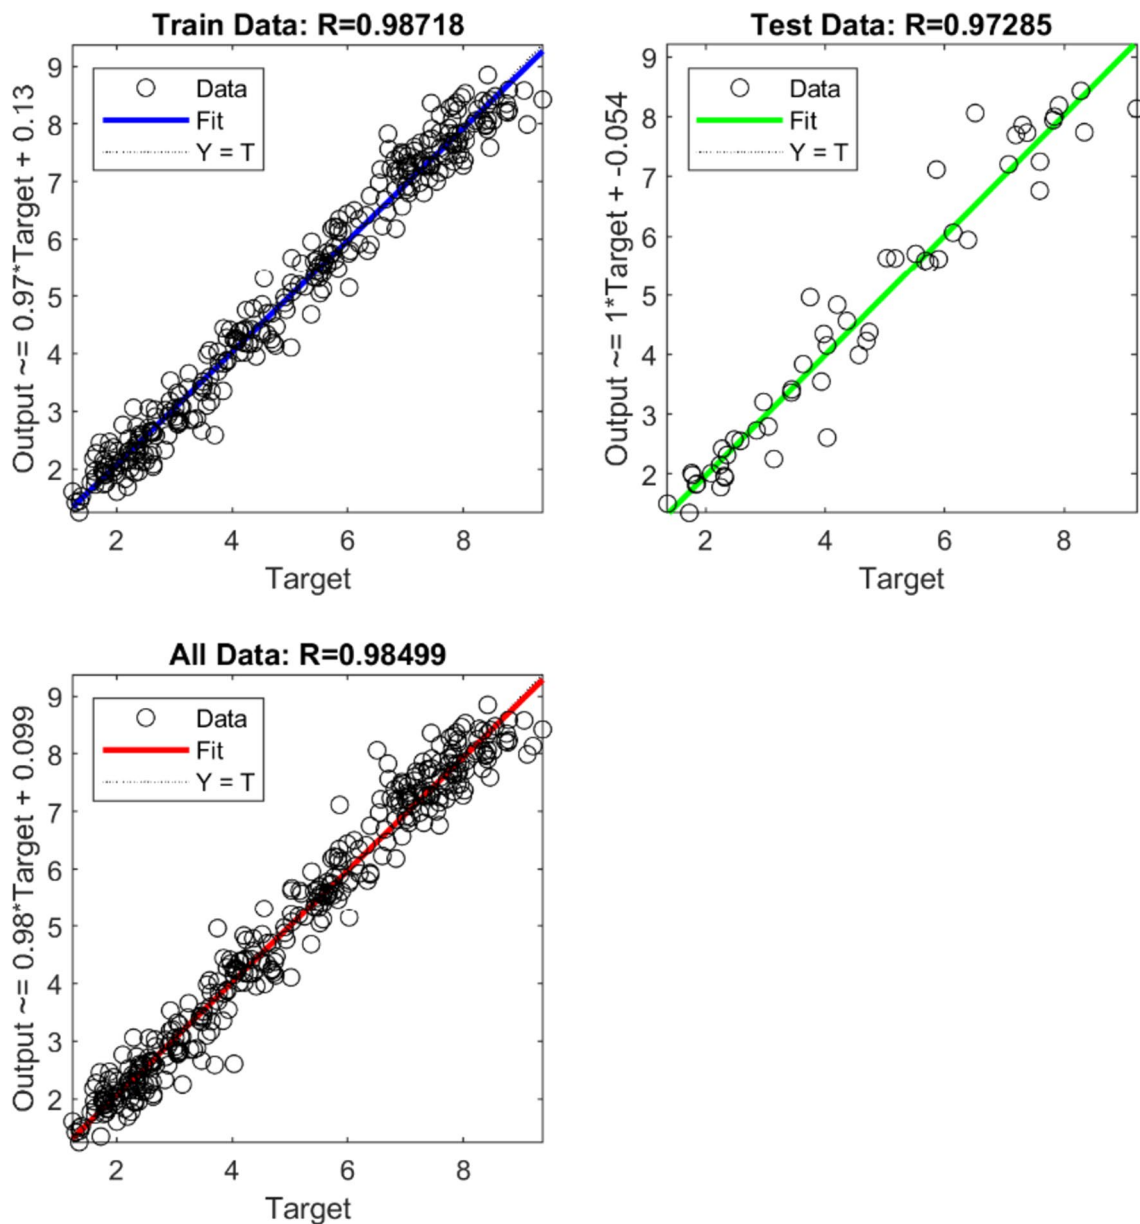 Train Data: R=0.98718
Output ~= 0.97*Target + 0.13
9
8
7
6
5
4
3
2
Data
Fit
Y = T
2
4
6
8
Target
Test Data: R=0.97285
Output ~= 1*Target + -0.054
9
8
7
6
5
4
3
2
Data
Fit
Y = T
2
4
6
8
Target
All Data: R=0.98499
Output ~= 0.98*Target + 0.099
9
8
7
6
5
4
3
2
Data
Fit
Y = T
2
4
6
8
Target